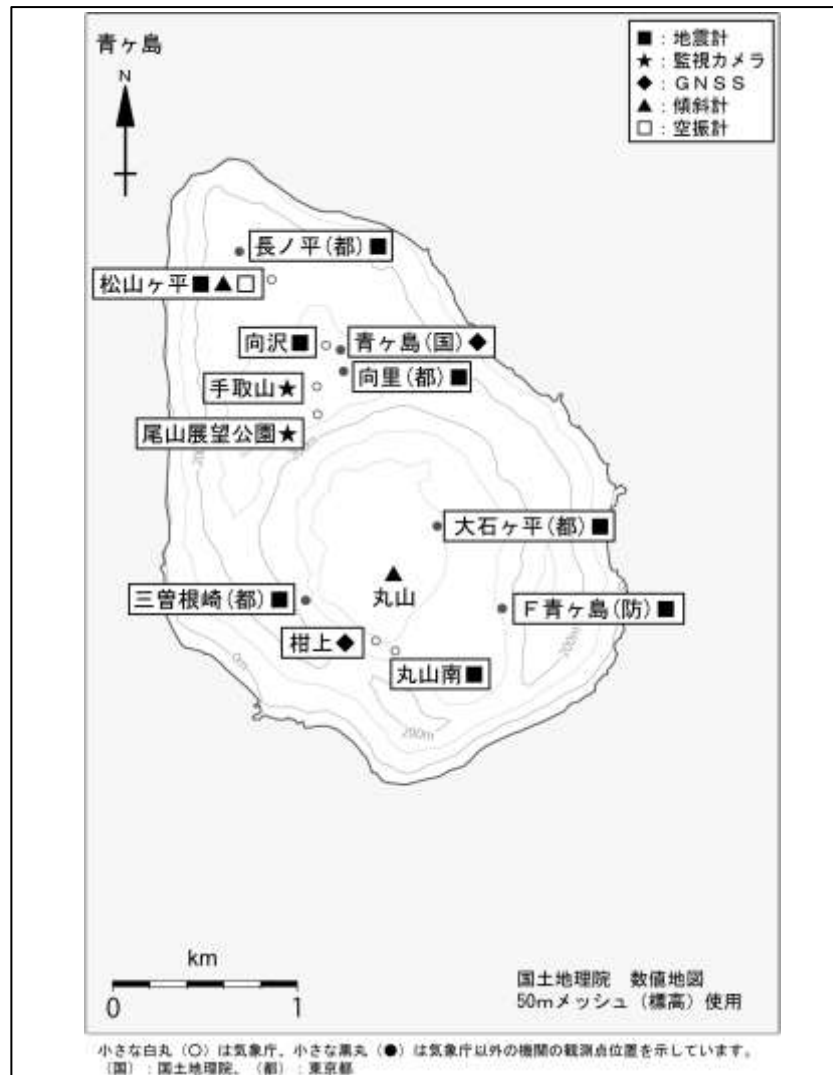 青ヶ島
N
■：地震計
★：監視カメラ
◆：ＧＮＳＳ
▲：傾斜計
□：空振計
長ノ平(都)■
松山ヶ平■▲□
向沢■
青ヶ島(国)◆
向里(都)■
手取山★
尾山展望公園★
大石ヶ平(都)■
丸山
三曽根崎(都)■
Ｆ青ヶ島(防)■
柑上◆
丸山南■
200m
0m
200m
200m
km
0 1
国土地理院　数値地図
50mメッシュ（標高）使用
小さな白丸（○）は気象庁、小さな黒丸（●）は気象庁以外の機関の観測点位置を示しています。
（国）：国土地理院、（都）：東京都